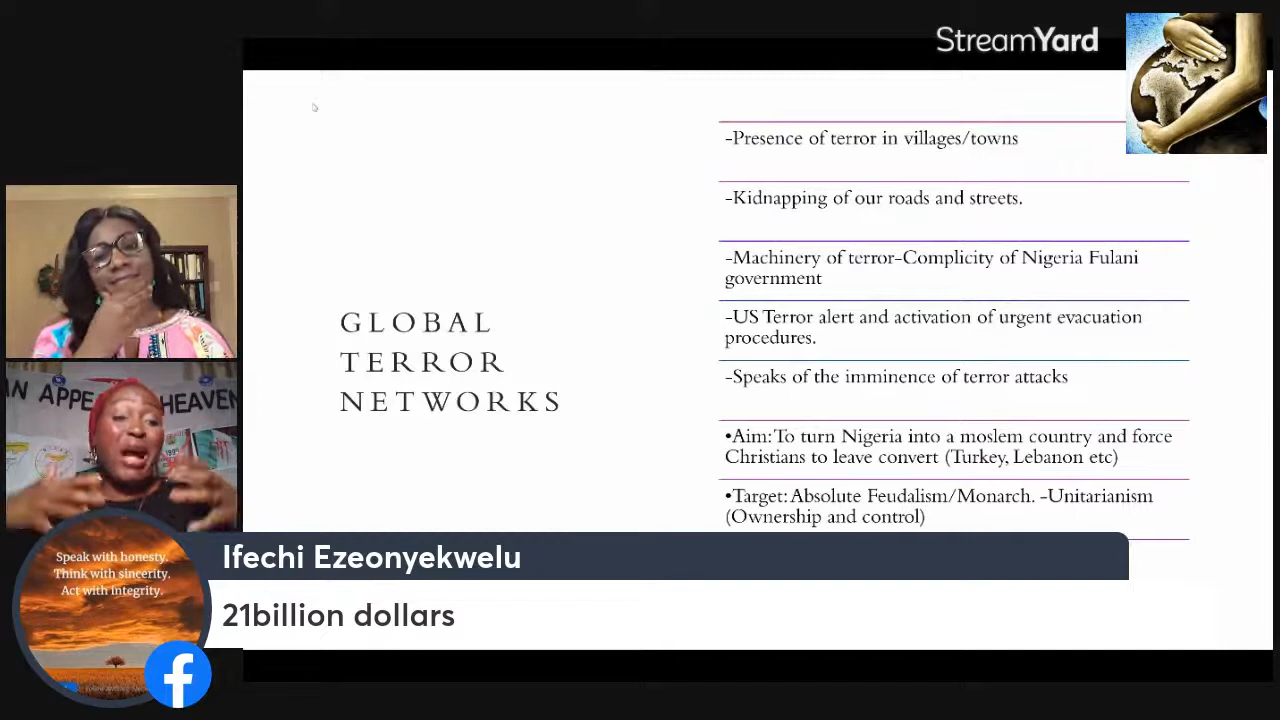 StreamYard
-Presence of terror in villages/towns
-Kidnapping of our roads and streets.
-Machinery of terror-Complicity of Nigeria Fulani
government
-US Terror alert and activation of urgent evacuation
procedures.
-Speaks of the imminence of terror attacks
•Aim: To turn Nigeria into a moslem country and force
Christians to leave convert (Turkey, Lebanon etc)
•Target: Absolute Feudalism/Monarch. -Unitarianism
(Ownership and control)
GLOBAL
TERROR
NETWORKS
AN APPE HEAVEN
Speak with honesty.
Think with sincerity.
Act with integrity.
Ifechi Ezeonyekwelu
21billion dollars